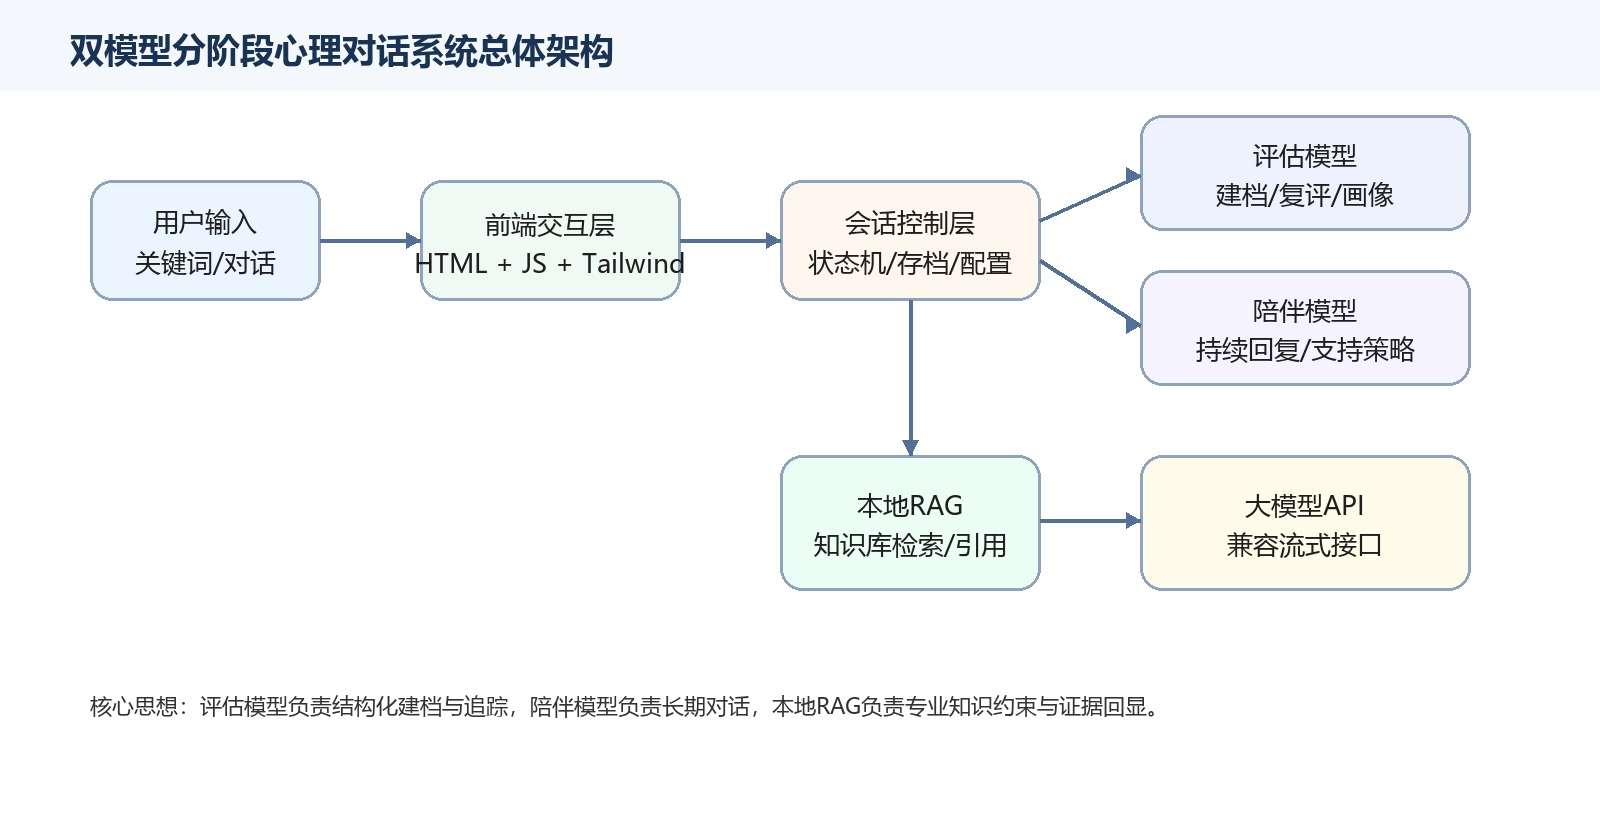 双模型分阶段心理对话系统总体架构
用户输入
关键词/对话
前端交互层
HTML + JS + Tailwind
会话控制层
状态机/存档/配置
评估模型
建档/复评/画像
陪伴模型
持续回复/支持策略
本地RAG
知识库检索/引用
大模型API
兼容流式接口
核心思想：评估模型负责结构化建档与追踪，陪伴模型负责长期对话，本地RAG负责专业知识约束与证据回显。